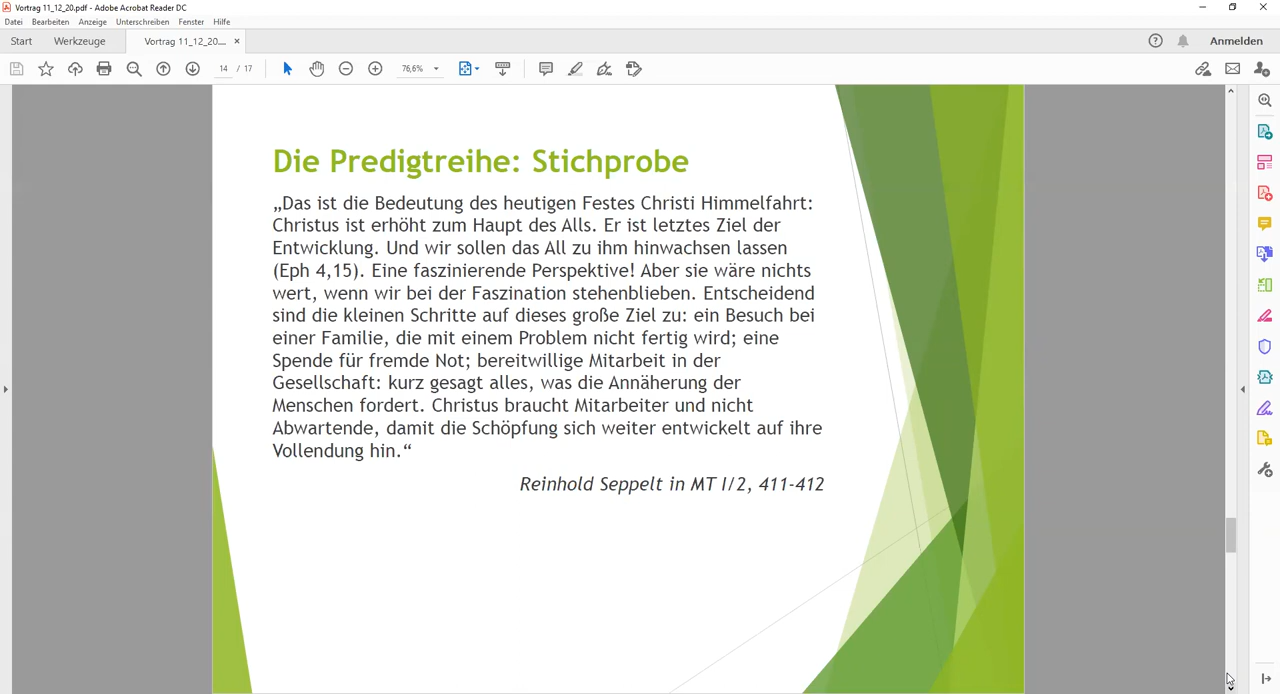 Vortrag 11_12_20.pdf - Adobe Acrobat Reader DC
Datei Bearbeiten Anzeige Unterschreiben Fenster Hilfe
Start Werkzeuge Vortrag 11_12_20.... × Anmelden
14 / 17 76,6%
Die Predigtreihe: Stichprobe
„Das ist die Bedeutung des heutigen Festes Christi Himmelfahrt:
Christus ist erhöht zum Haupt des Alls. Er ist letztes Ziel der
Entwicklung. Und wir sollen das All zu ihm hinwachsen lassen
(Eph 4,15). Eine faszinierende Perspektive! Aber sie wäre nichts
wert, wenn wir bei der Faszination stehenblieben. Entscheidend
sind die kleinen Schritte auf dieses große Ziel zu: ein Besuch bei
einer Familie, die mit einem Problem nicht fertig wird; eine
Spende für fremde Not; bereitwillige Mitarbeit in der
Gesellschaft: kurz gesagt alles, was die Annäherung der
Menschen fordert. Christus braucht Mitarbeiter und nicht
Abwartende, damit die Schöpfung sich weiter entwickelt auf ihre
Vollendung hin.“
Reinhold Seppelt in MT I/2, 411-412